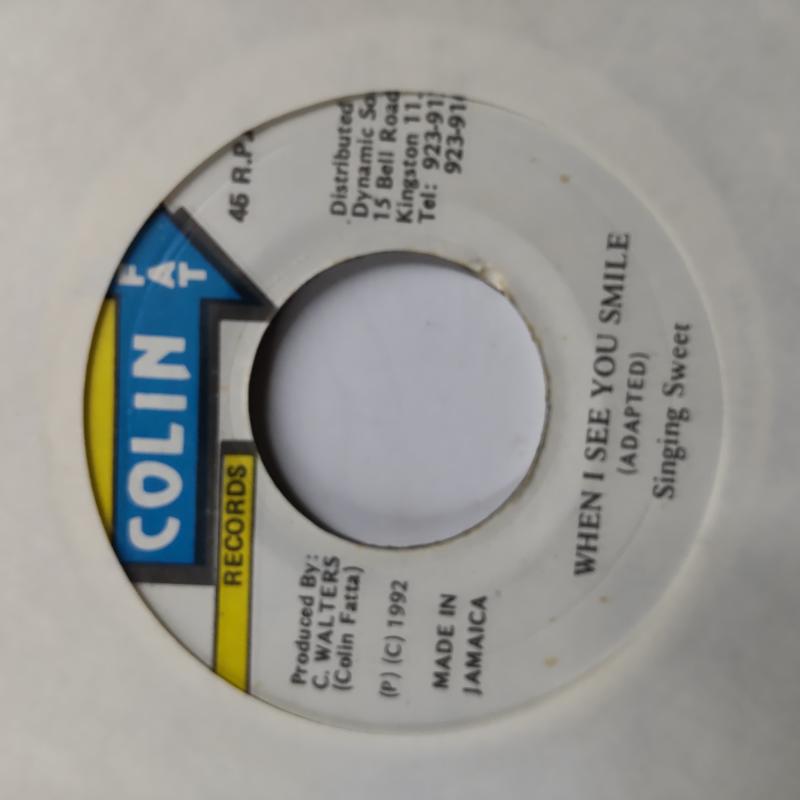 COLIN
FAT
RECORDS
45 R.P
Produced By:
C. WALTERS
(Colin Fatta)
(P) (C) 1992
MADE IN
JAMAICA
Distributed
Dynamic So
15 Bell Road
Kingston 11.
Tel: 923-91
923-91
WHEN I SEE YOU SMILE
(ADAPTED)
Singing Sweet